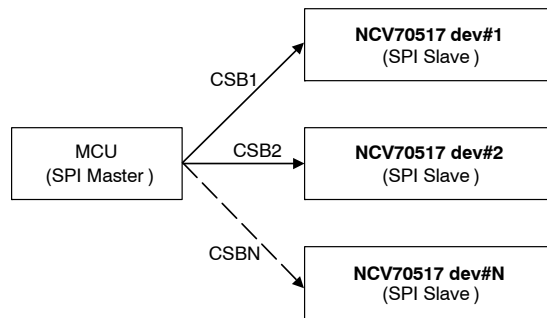 NCV70517 dev#1
(SPI Slave )
CSB1
MCU
(SPI Master )
CSB2
NCV70517 dev#2
(SPI Slave )
CSBN
NCV70517 dev#N
(SPI Slave )